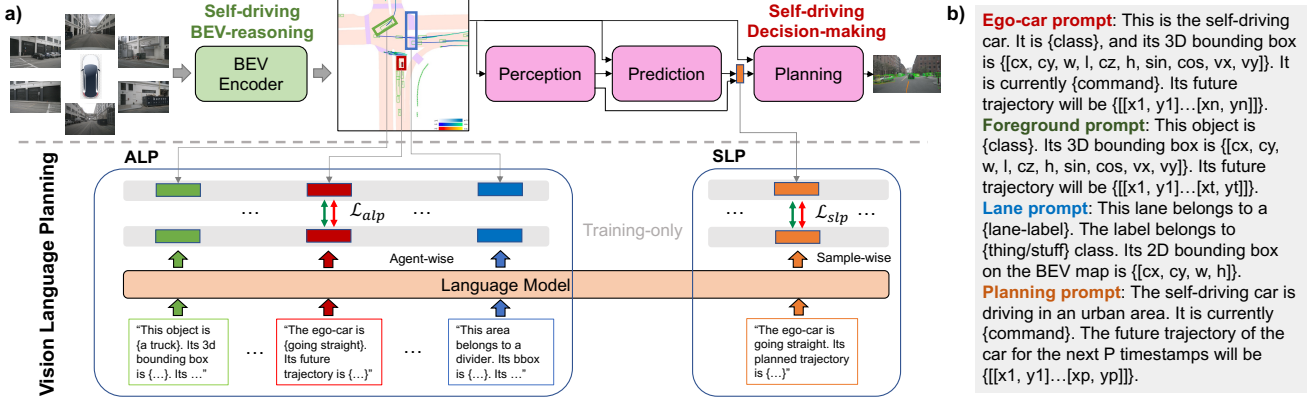 a)
Self-driving
BEV-reasoning
BEV
Encoder
Self-driving
Decision-making
Perception
Prediction
Planning
Vision Language Planning
ALP
SLP
... ...
ℒalp
ℒslp
... ...
Training-only
Agent-wise
Sample-wise
Language Model
“This object is
{a truck}. Its 3d
bounding box
is {...}. Its ...”
...
“The ego-car is
{going straight}.
Its future
trajectory is {...}”
...
“This area
belongs to a
divider. Its bbox
is {...}. Its ...”
“The ego-car is
going straight. Its
planned trajectory
is {...}”
b)
Ego-car prompt: This is the self-driving
car. It is {class}, and its 3D bounding box
is {[cx, cy, w, l, cz, h, sin, cos, vx, vy]}. It
is currently {command}. Its future
trajectory will be {[[x1, y1]...[xn, yn]]}.
Foreground prompt: This object is
{class}. Its 3D bounding box is {[cx, cy,
w, l, cz, h, sin, cos, vx, vy]}. Its future
trajectory will be {[[x1, y1]...[xt, yt]]}.
Lane prompt: This lane belongs to a
{lane-label}. The label belongs to
{thing/stuff} class. Its 2D bounding box
on the BEV map is {[cx, cy, w, h]}.
Planning prompt: The self-driving car is
driving in an urban area. It is currently
{command}. The future trajectory of the
car for the next P timestamps will be
{[[x1, y1]...[xp, yp]]}.